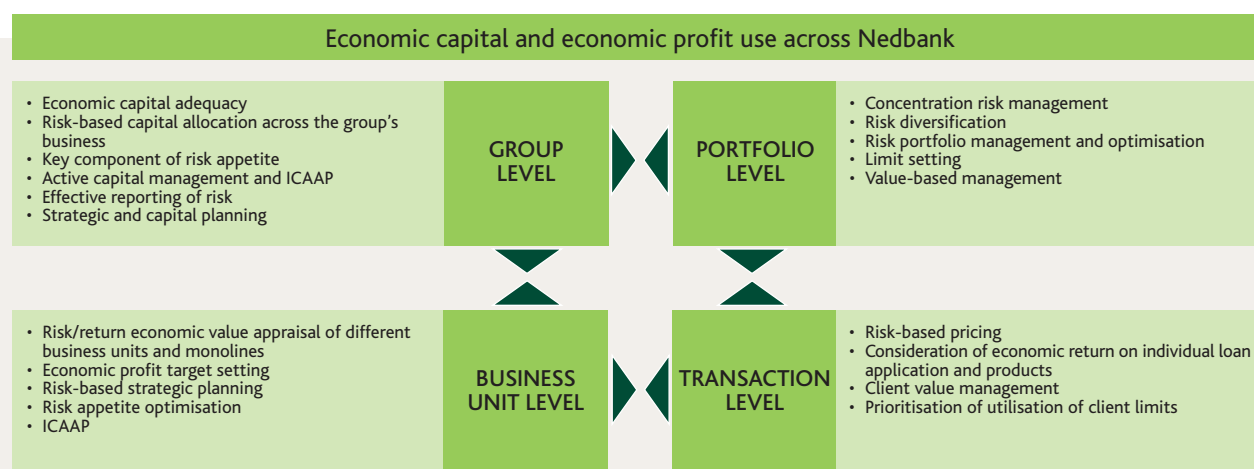 Economic capital and economic profit use across Nedbank
• Economic capital adequacy
• Risk-based capital allocation across the group's
business
• Key component of risk appetite
• Active capital management and ICAAP
• Effective reporting of risk
• Strategic and capital planning
GROUP
LEVEL
PORTFOLIO
LEVEL
• Concentration risk management
• Risk diversification
• Risk portfolio management and optimisation
• Limit setting
• Value-based management
• Risk/return economic value appraisal of different
business units and monolines
• Economic profit target setting
• Risk-based strategic planning
• Risk appetite optimisation
• ICAAP
BUSINESS
UNIT LEVEL
TRANSACTION
LEVEL
• Risk-based pricing
• Consideration of economic return on individual loan
application and products
• Client value management
• Prioritisation of utilisation of client limits